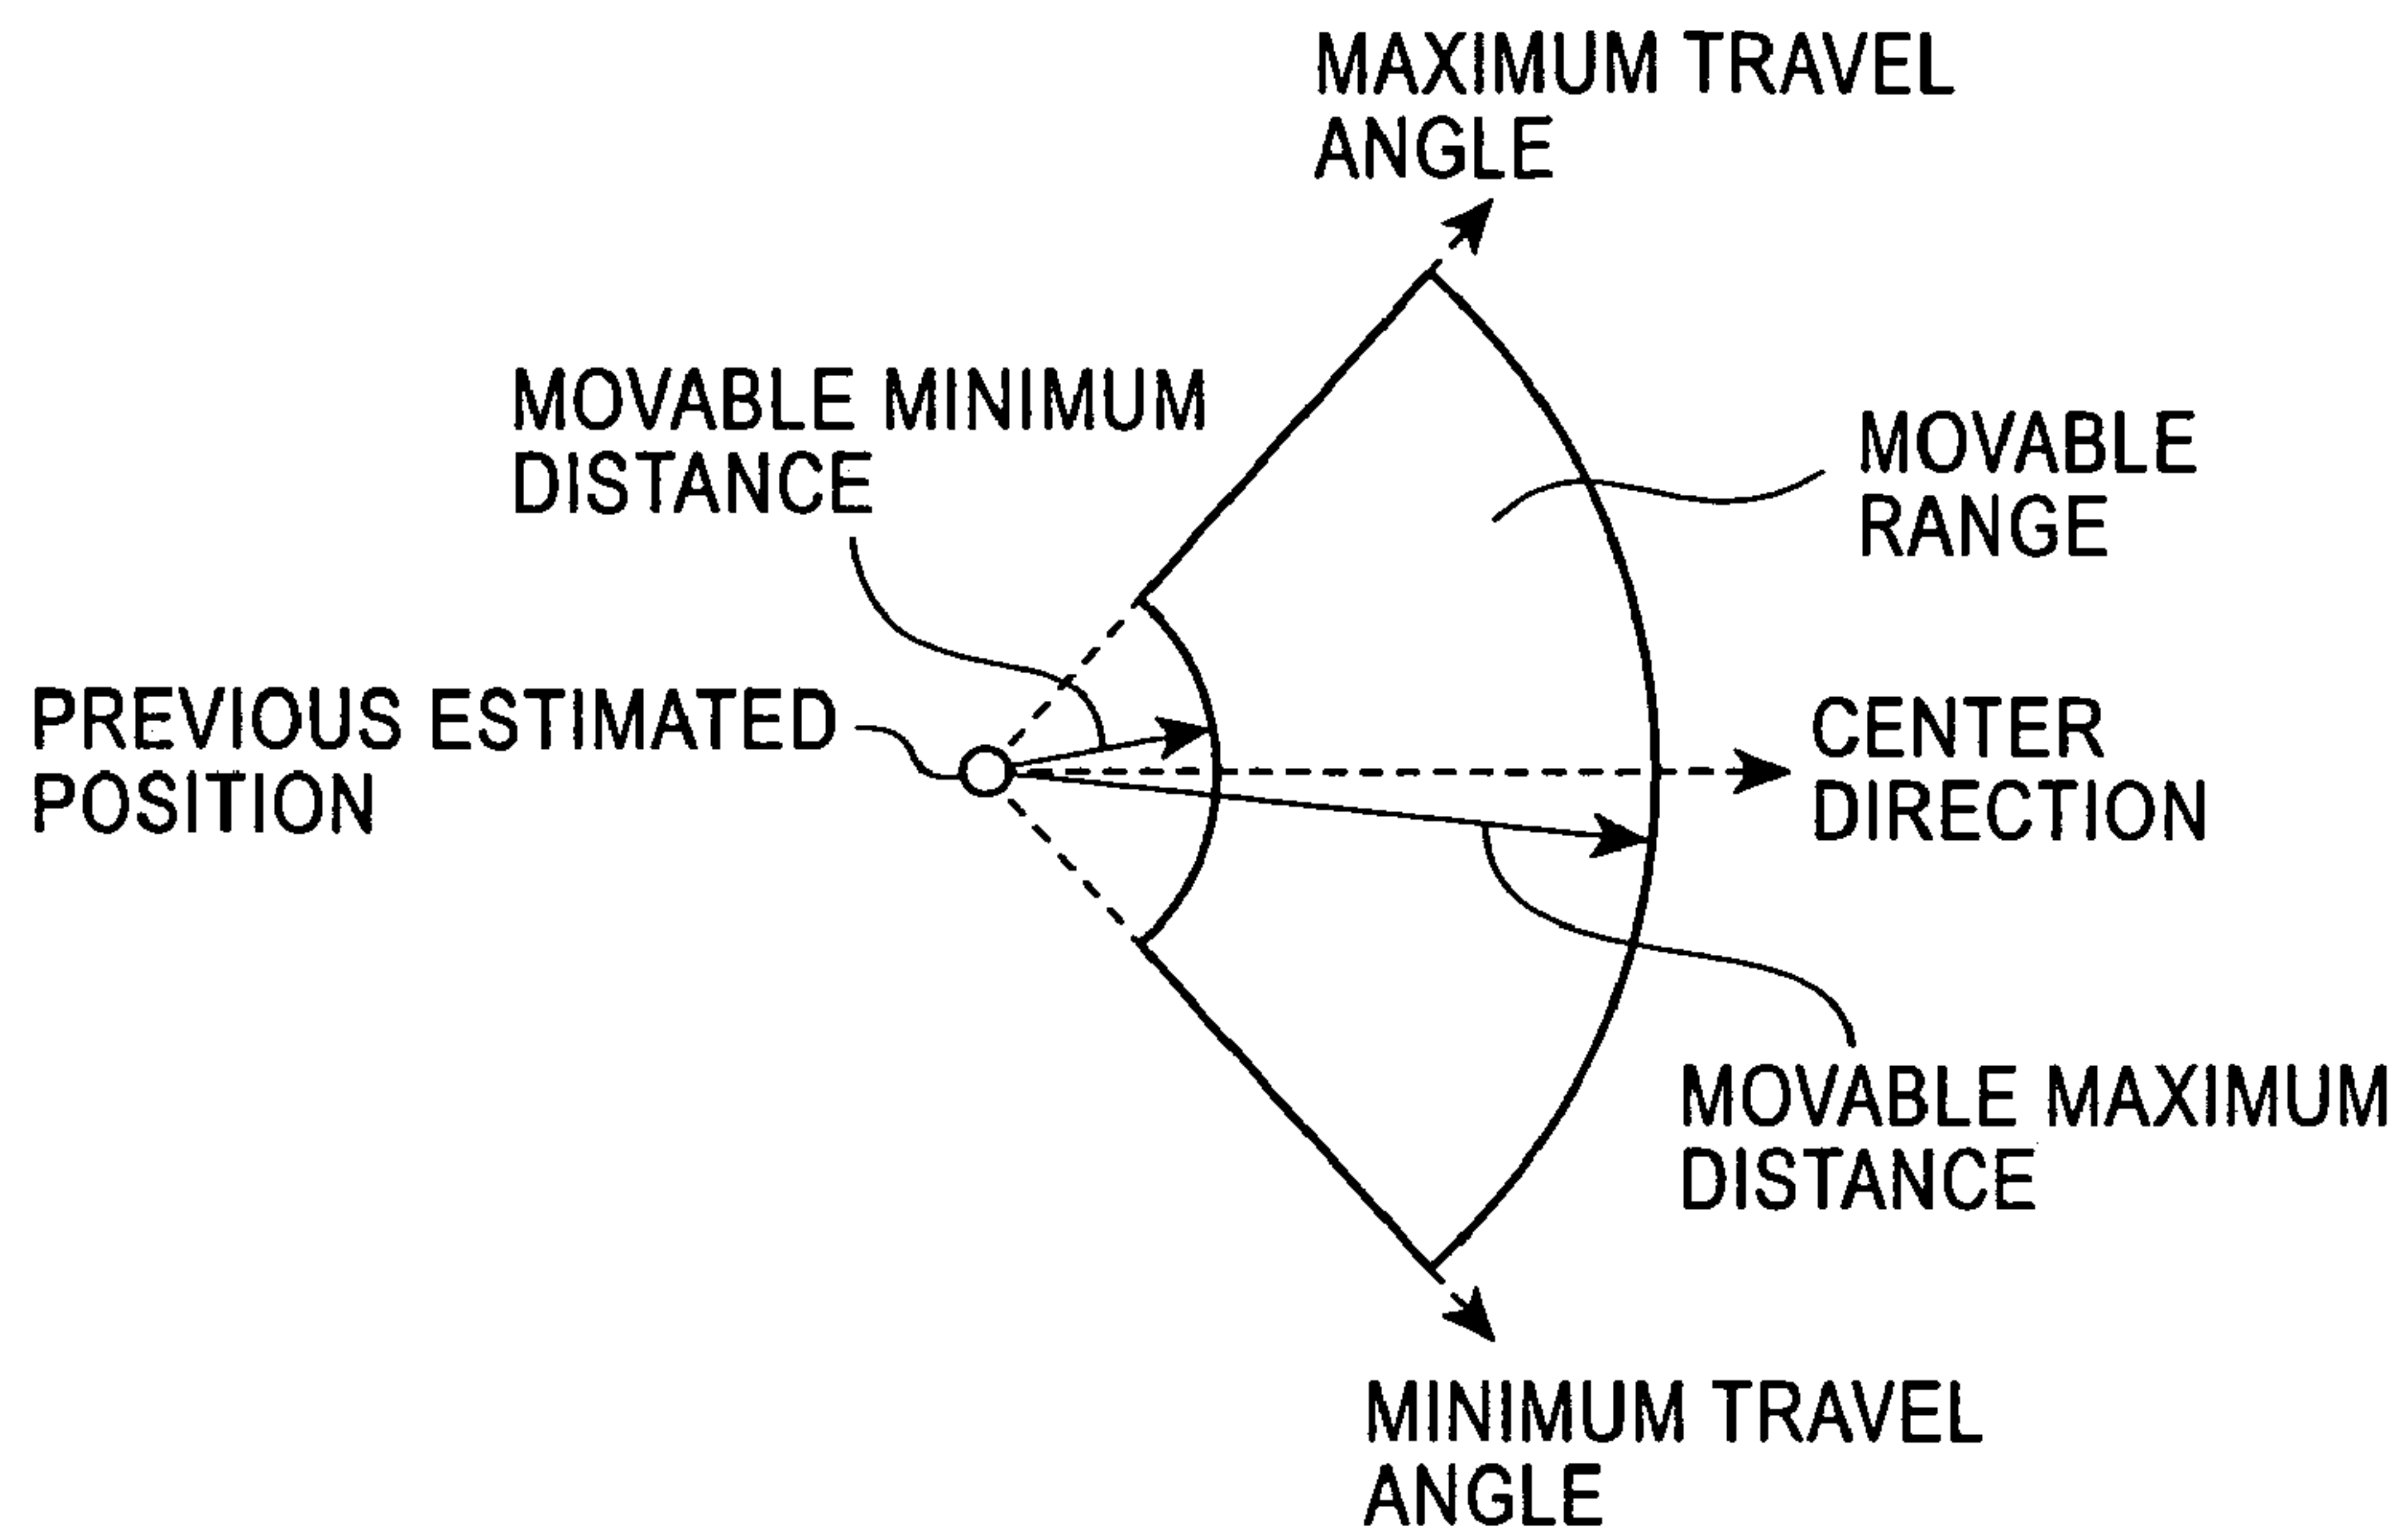 MAXIMUM TRAVEL
ANGLE
MOVABLE MINIMUM
DISTANCE
MOVABLE
RANGE
PREVIOUS ESTIMATED
POSITION
CENTER
DIRECTION
MOVABLE MAXIMUM
DISTANCE
MINIMUM TRAVEL
ANGLE